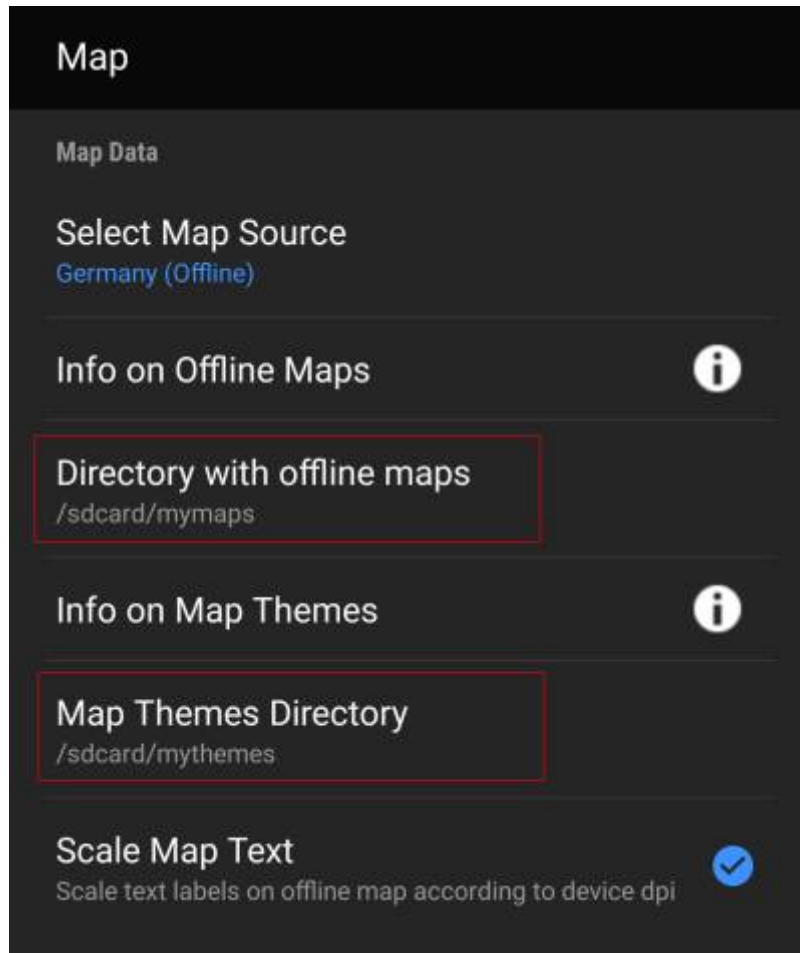 Map
Map Data
Select Map Source
Germany (Offline)
Info on Offline Maps
Directory with offline maps
/sdcard/mymaps
Info on Map Themes
Map Themes Directory
/sdcard/mythemes
Scale Map Text
Scale text labels on offline map according to device dpi